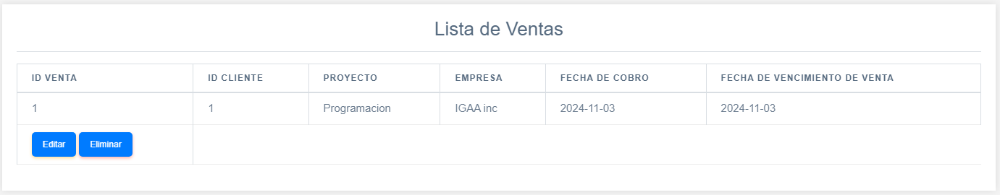 Lista de Ventas
ID VENTA ID CLIENTE PROYECTO EMPRESA FECHA DE COBRO FECHA DE VENCIMIENTO DE VENTA
1 1 Programacion IGAA inc 2024-11-03 2024-11-03
Editar Eliminar